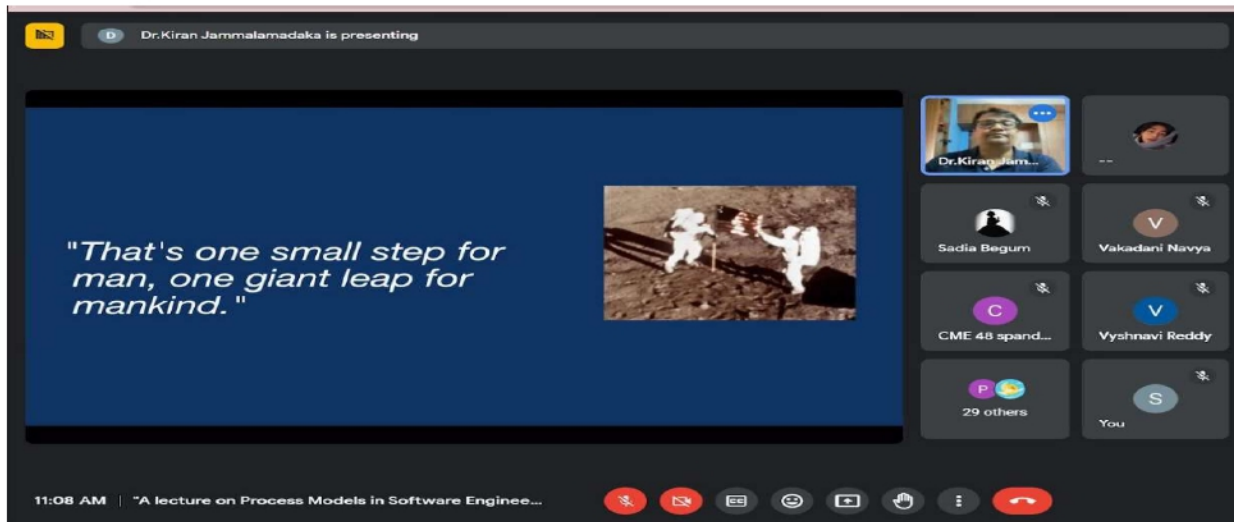 D Dr.Kiran Jammalamadaka is presenting
"That's one small step for
man, one giant leap for
mankind."
Dr.Kiran Jam...
--
Sadia Begum
V
Vakadani Navya
C
CME 48 spand...
V
Vyshnavi Reddy
P
29 others
S
You
11:08 AM | "A lecture on Process Models in Software Enginee...
CC